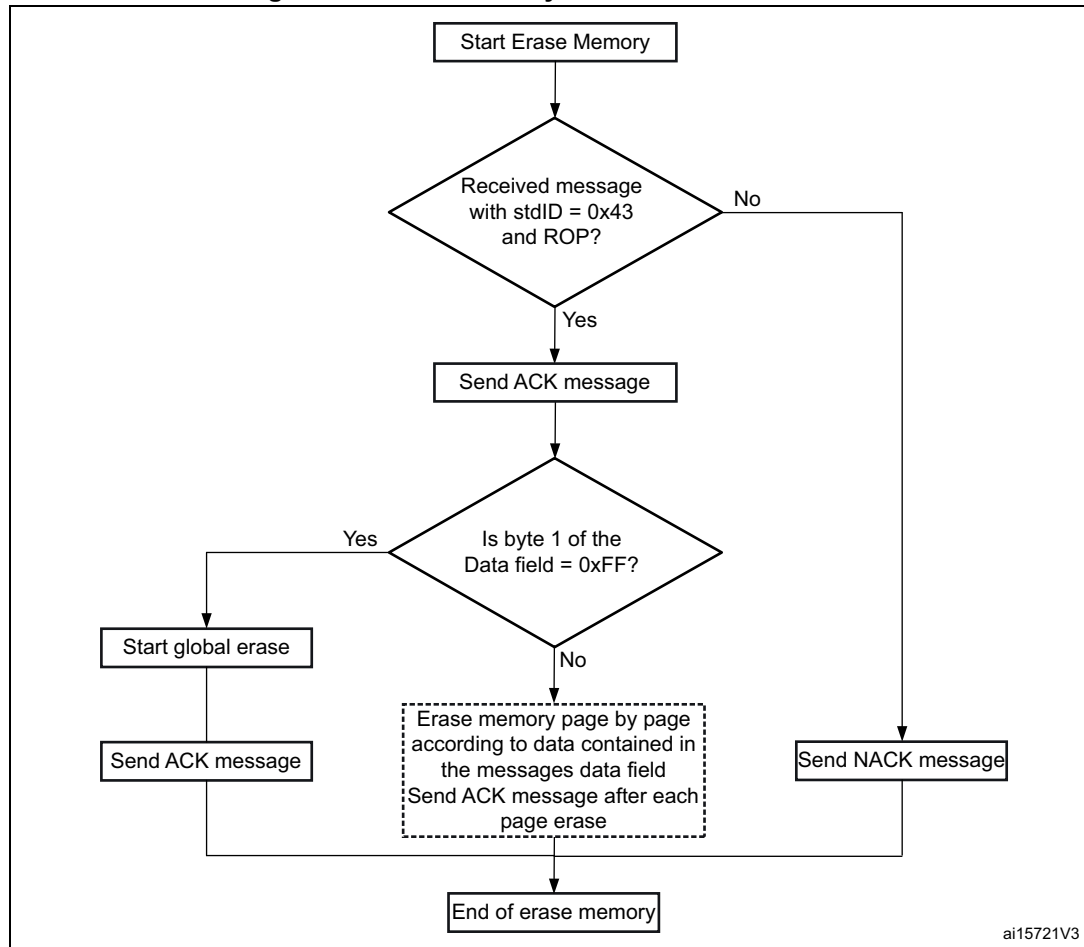 Start Erase Memory
Received message
with stdID = 0x43
and ROP?
No
Yes
Send ACK message
Yes
Is byte 1 of the
Data field = 0xFF?
Start global erase
No
Erase memory page by page
according to data contained in
the messages data field
Send ACK message after each
page erase
Send ACK message
Send NACK message
End of erase memory
ai15721V3